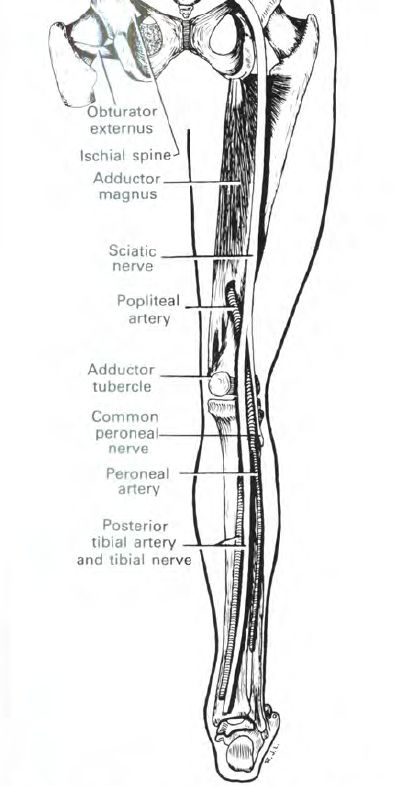 Obturator
externus
Ischial spine
Adductor
magnus
Sciatic
nerve
Popliteal
artery
Adductor
tubercle
Common
peroneal
nerve
Peroneal
artery
Posterior
tibial artery
and tibial nerve
R.J.L.